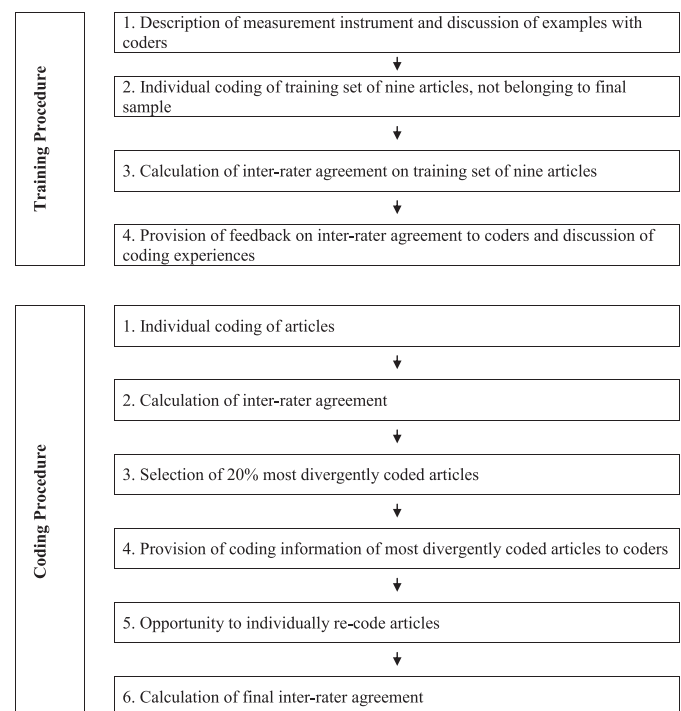 Training Procedure
1. Description of measurement instrument and discussion of examples with
coders
2. Individual coding of training set of nine articles, not belonging to final
sample
3. Calculation of inter-rater agreement on training set of nine articles
4. Provision of feedback on inter-rater agreement to coders and discussion of
coding experiences
Coding Procedure
1. Individual coding of articles
2. Calculation of inter-rater agreement
3. Selection of 20% most divergently coded articles
4. Provision of coding information of most divergently coded articles to coders
5. Opportunity to individually re-code articles
6. Calculation of final inter-rater agreement